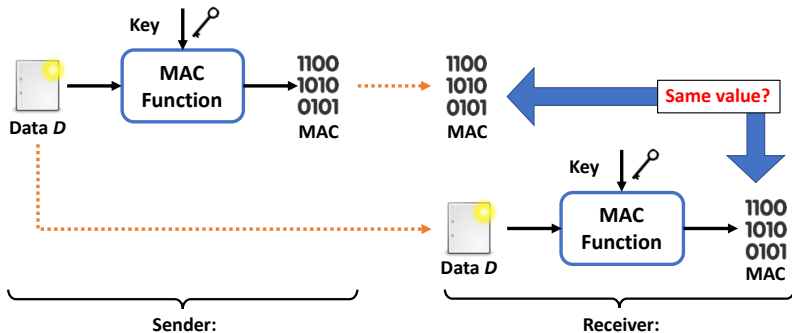 Key
MAC
Function
Data D
1100
1010
0101
MAC
1100
1010
0101
MAC
Same value?
Key
MAC
Function
Data D
1100
1010
0101
MAC
Sender:
Receiver: